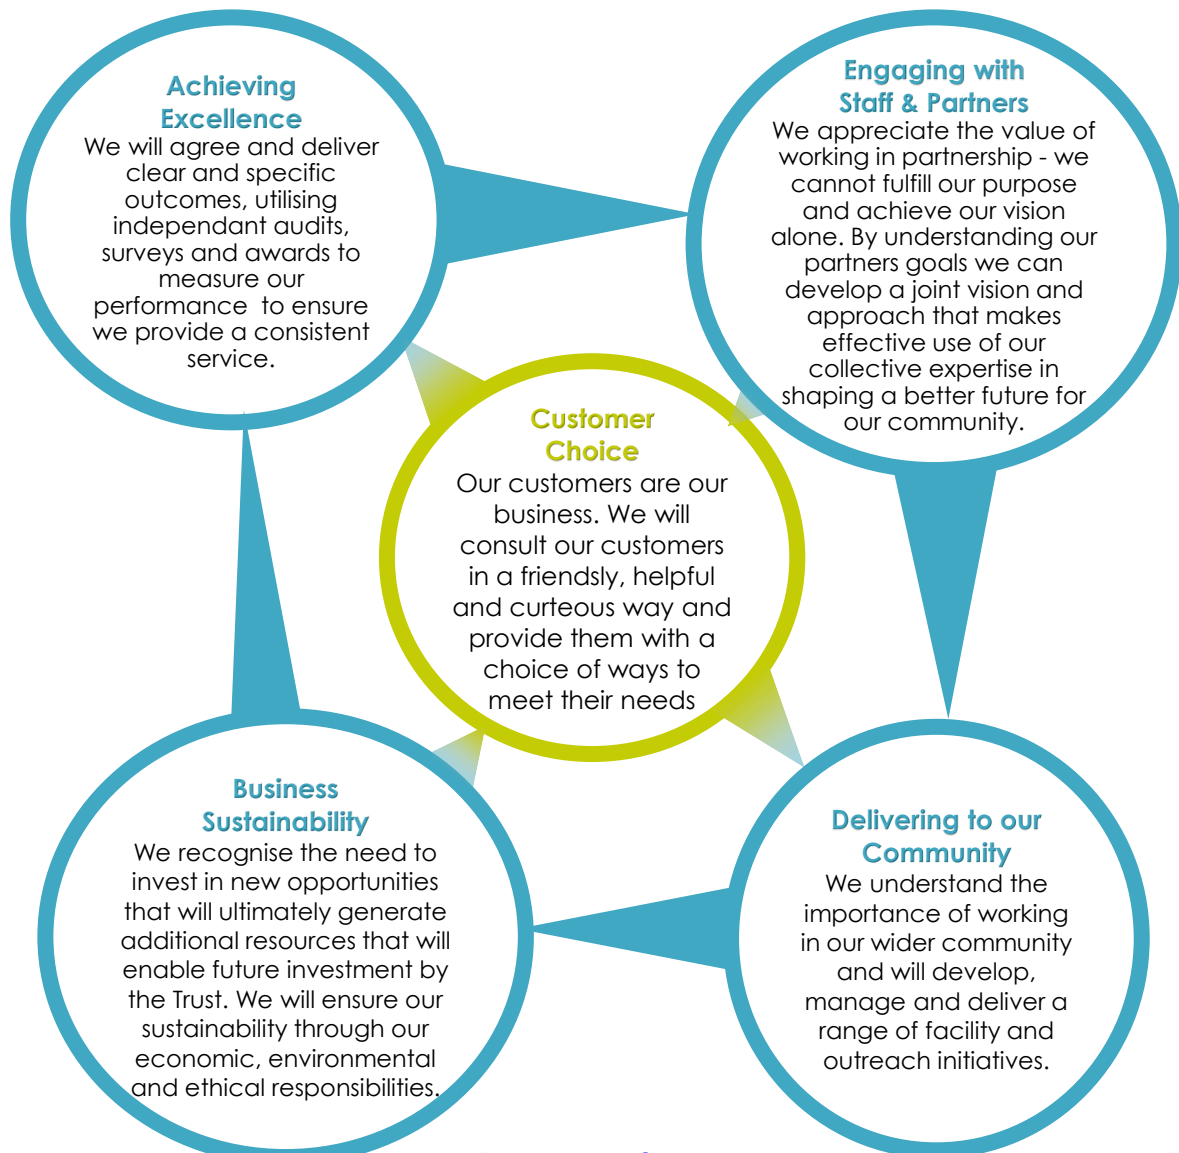 Achieving
Excellence
We will agree and deliver
clear and specific
outcomes, utilising
independant audits,
surveys and awards to
measure our
performance  to ensure
we provide a consistent
service.
Engaging with
Staff & Partners
We appreciate the value of
working in partnership - we
cannot fulfill our purpose
and achieve our vision
alone. By understanding our
partners goals we can
develop a joint vision and
approach that makes
effective use of our
collective expertise in
shaping a better future for
our community.
Customer
Choice
Our customers are our
business. We will
consult our customers
in a friendsly, helpful
and curteous way and
provide them with a
choice of ways to
meet their needs
Business
Sustainability
We recognise the need to
invest in new opportunities
that will ultimately generate
additional resources that will
enable future investment by
the Trust. We will ensure our
sustainability through our
economic, environmental
and ethical responsibilities.
Delivering to our
Community
We understand the
importance of working
in our wider community
and will develop,
manage and deliver a
range of facility and
outreach initiatives.